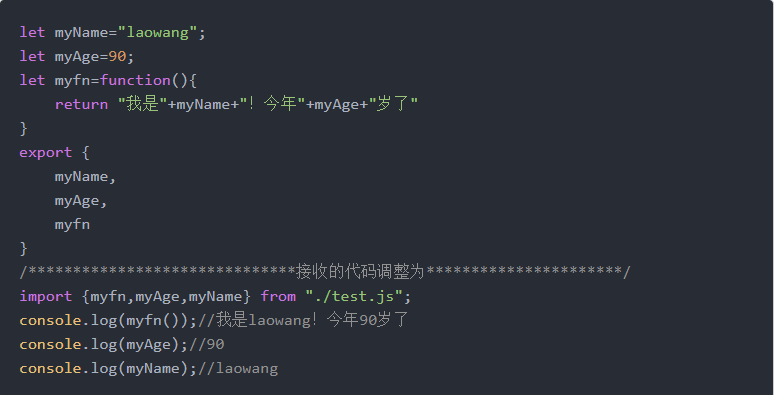 let myName="laowang";
let myAge=90;
let myfn=function(){
    return "我是"+myName+"！今年"+myAge+"岁了"
}
export {
    myName,
    myAge,
    myfn
}
/******************************接收的代码调整为**********************/
import {myfn,myAge,myName} from "./test.js";
console.log(myfn());//我是laowang！今年90岁了
console.log(myAge);//90
console.log(myName);//laowang